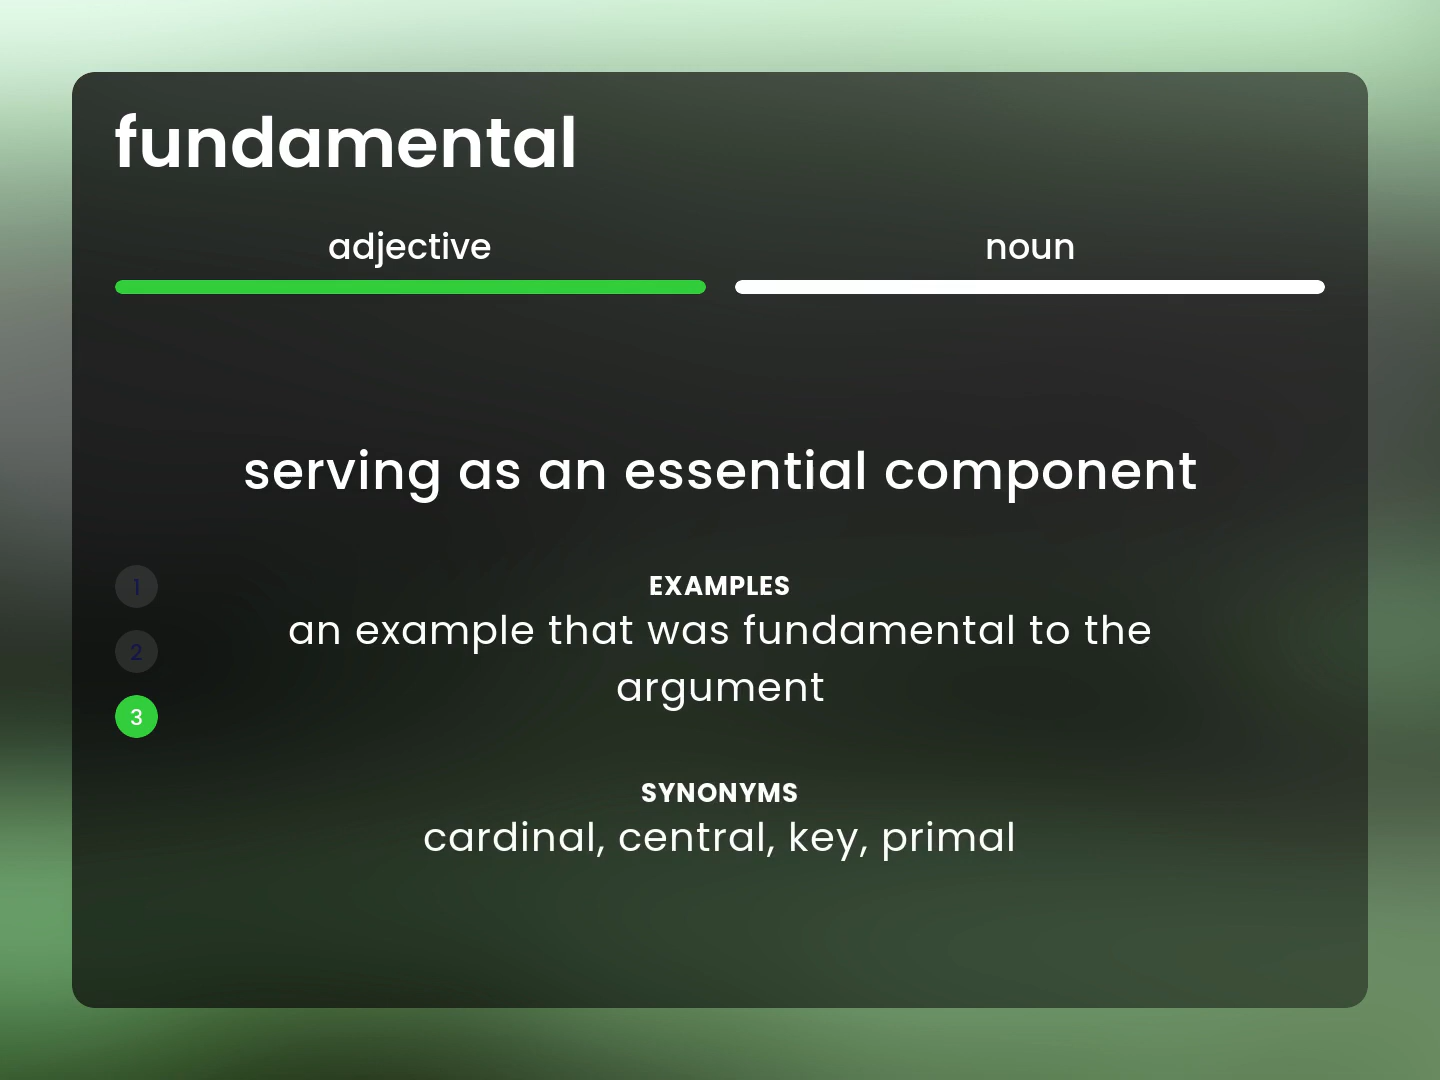 fundamental
adjective
noun
serving as an essential component
1
2
3
EXAMPLES
an example that was fundamental to the
argument
SYNONYMS
cardinal, central, key, primal